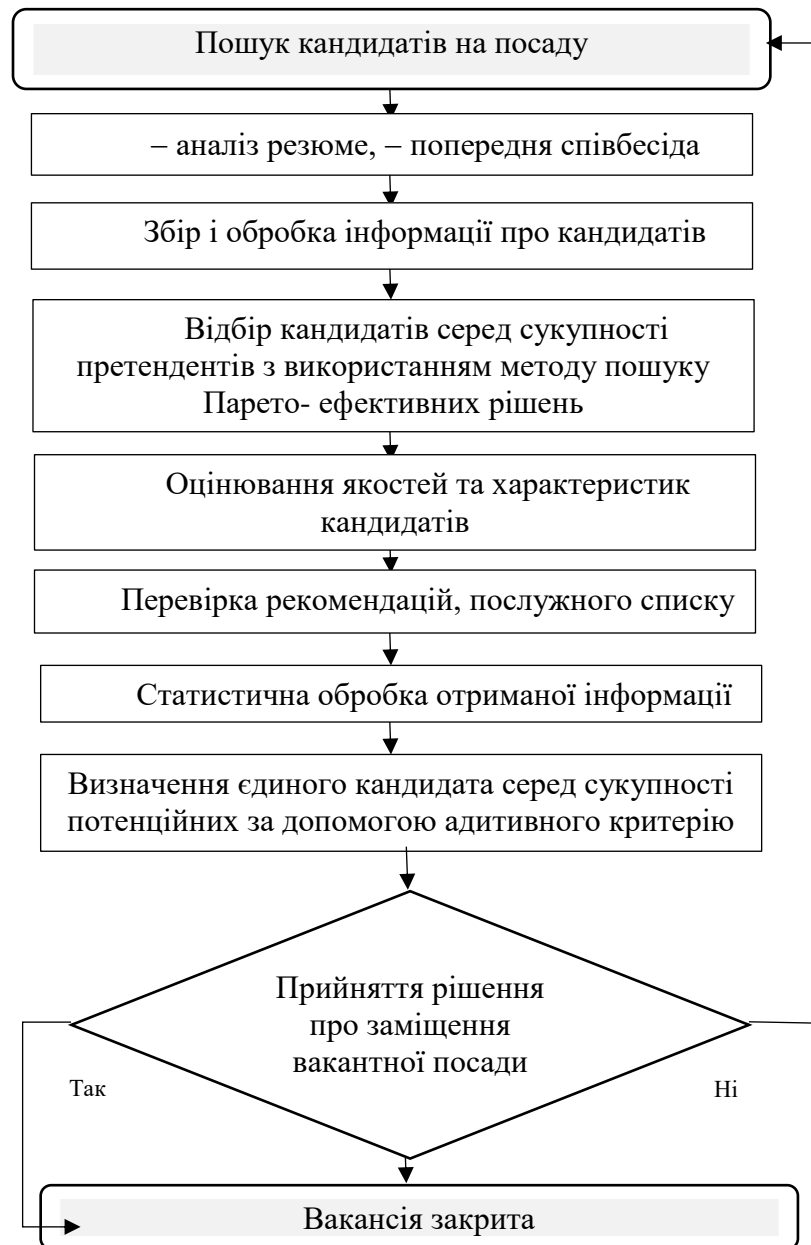 Пошук кандидатів на посаду
– аналіз резюме, – попередня співбесіда
Збір і обробка інформації про кандидатів
Відбір кандидатів серед сукупності
претендентів з використанням методу пошуку
Парето- ефективних рішень
Оцінювання якостей та характеристик
кандидатів
Перевірка рекомендацій, послужного списку
Статистична обробка отриманої інформації
Визначення єдиного кандидата серед сукупності
потенційних за допомогою адитивного критерію
Прийняття рішення
про заміщення
вакантної посади
Так
Ні
Вакансія закрита